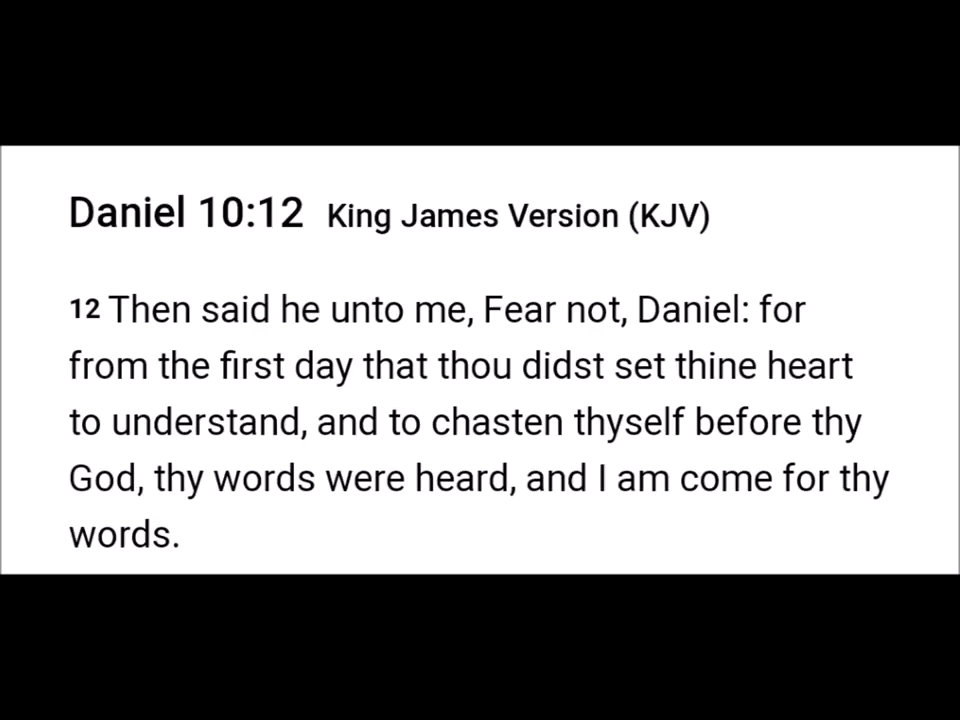 Daniel 10:12 King James Version (KJV)
12 Then said he unto me, Fear not, Daniel: for
from the first day that thou didst set thine heart
to understand, and to chasten thyself before thy
God, thy words were heard, and I am come for thy
words.